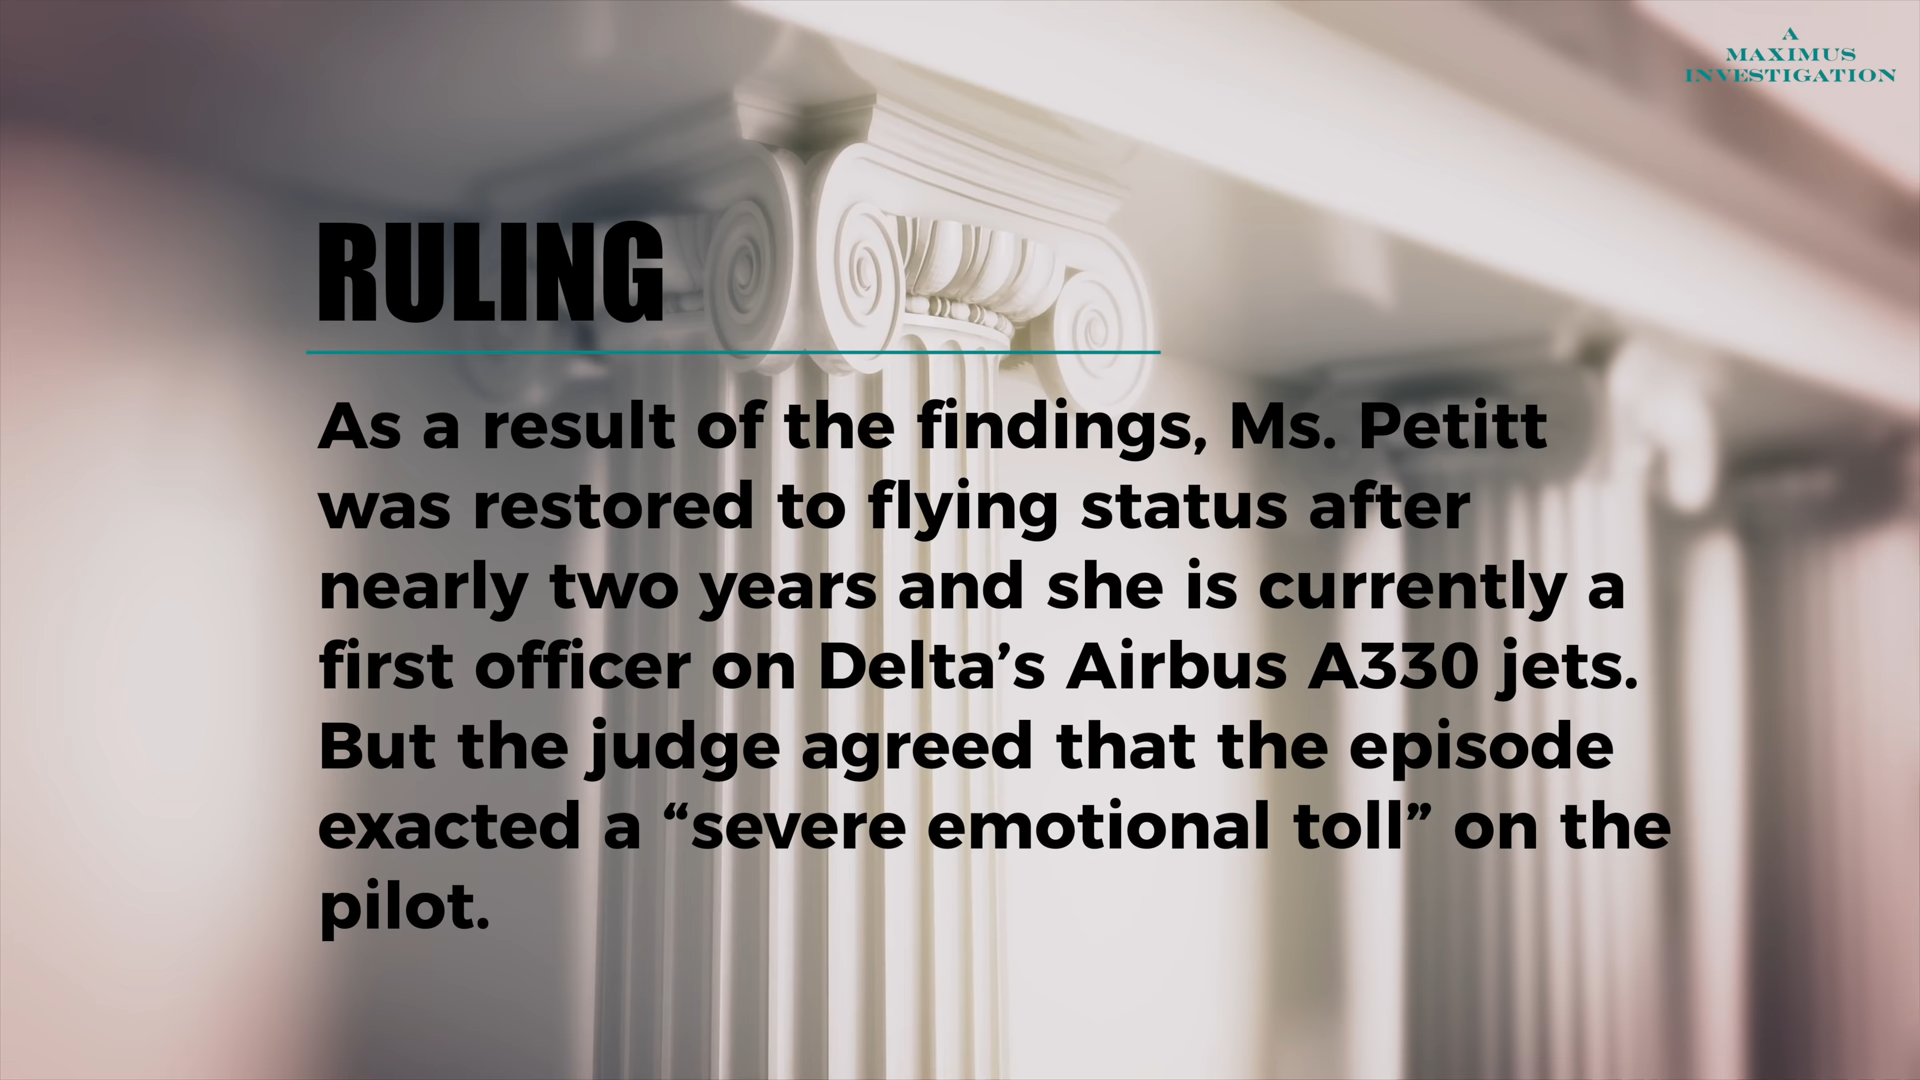 A
MAXIMUS
INVESTIGATION
RULING
As a result of the findings, Ms. Petitt
was restored to flying status after
nearly two years and she is currently a
first officer on Delta’s Airbus A330 jets.
But the judge agreed that the episode
exacted a “severe emotional toll” on the
pilot.